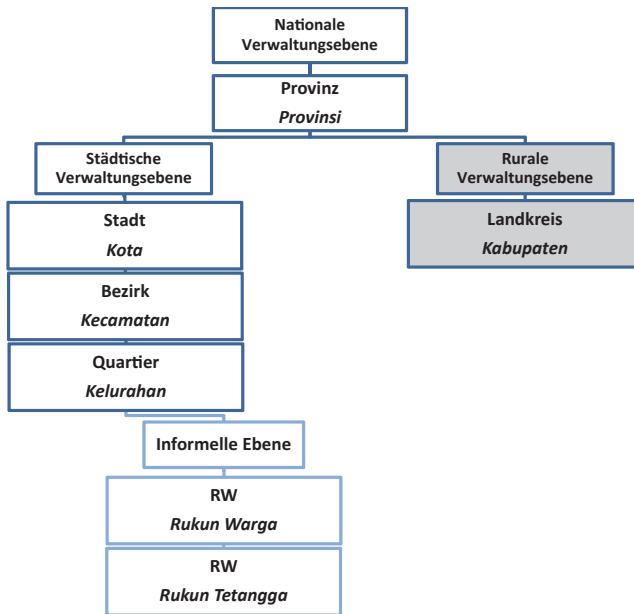 Nationale
Verwaltungsebene
Provinz
Provinsi
Städtische
Verwaltungsebene
Rurale
Verwaltungsebene
Stadt
Kota
Landkreis
Kabupaten
Bezirk
Kecamatan
Quartier
Kelurahan
Informelle Ebene
RW
Rukun Warga
RW
Rukun Tetangga